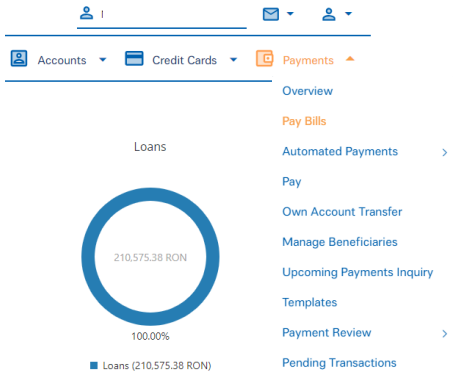 I
Accounts Credit Cards Payments
Overview
Pay Bills
Automated Payments
Pay
Own Account Transfer
Manage Beneficiaries
Upcoming Payments Inquiry
Templates
Payment Review
Pending Transactions
Loans
210,575.38 RON
100.00%
Loans (210,575.38 RON)